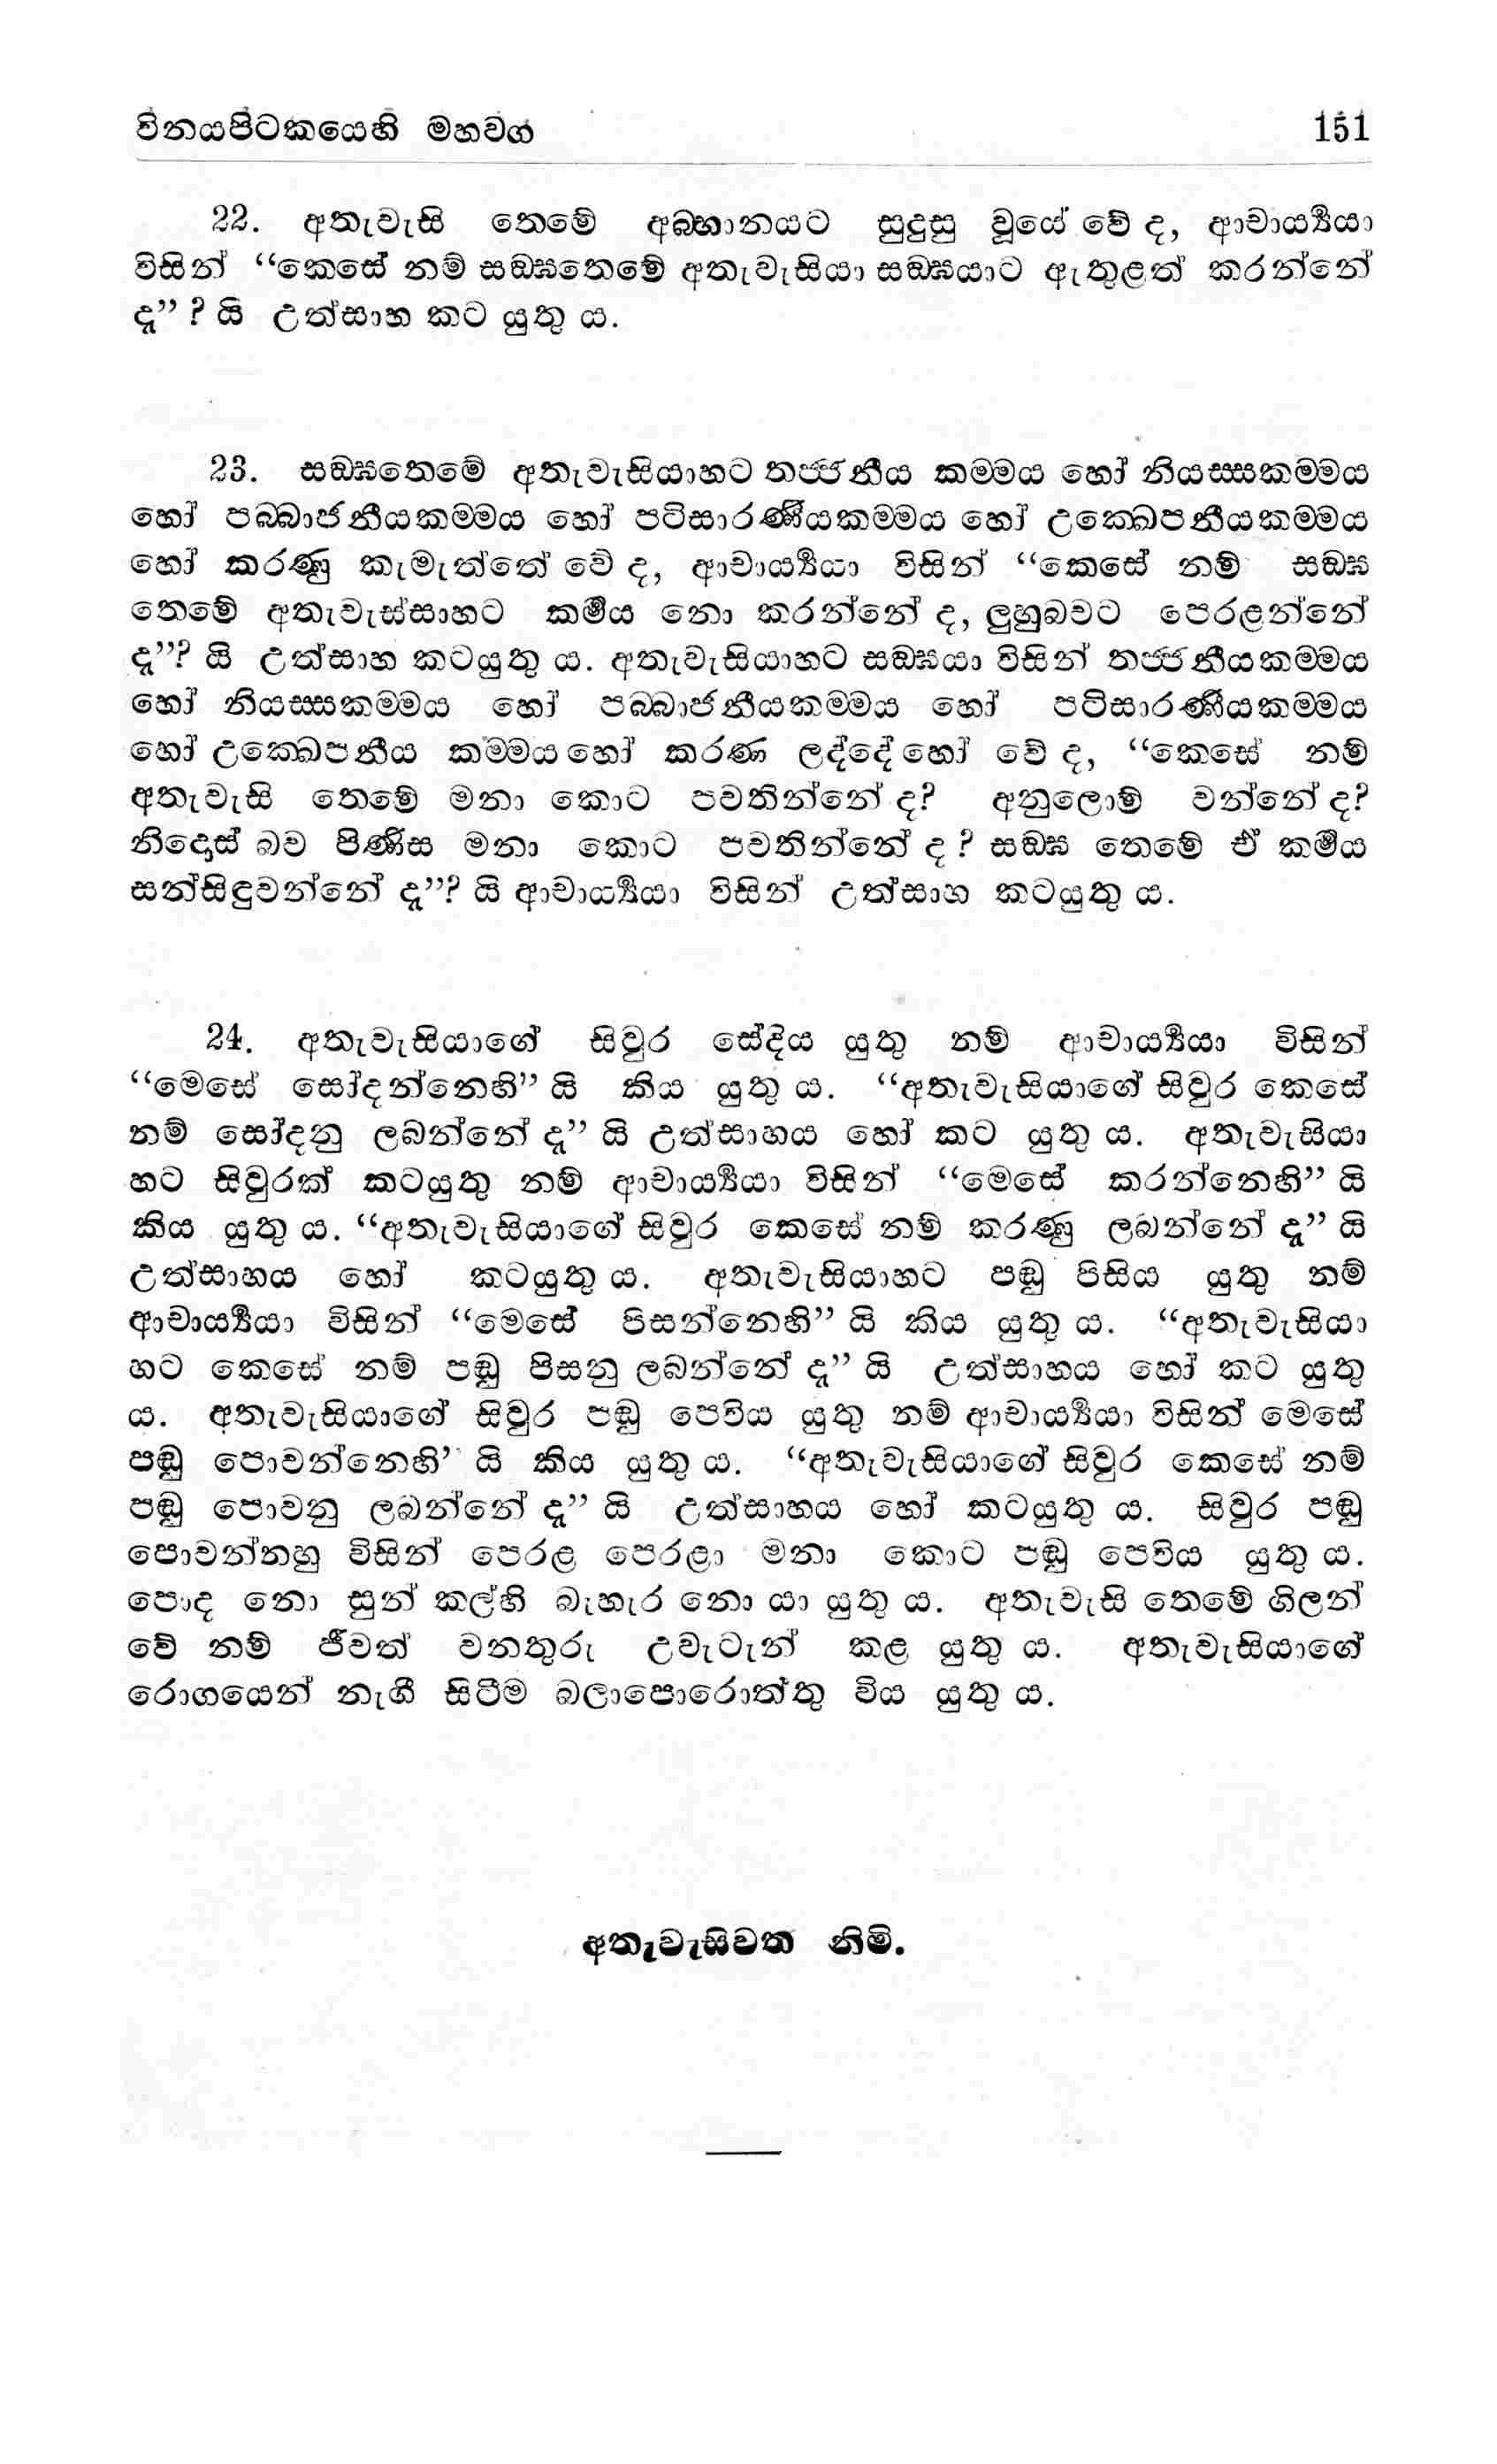 විනයපිටකයෙහි මහවග 151
22. අතැවැසි තෙමේ අබ්භානයට සුදුසු වූයේ වේ ද, ආචාර්‍ය්‍යයා
විසින් “කෙසේ නම් සඞ්ඝතෙමේ අතැවැසියා සඞ්ඝයාට ඇතුළත් කරන්නේ
දැ” ? යි උත්සාහ කට යුතු ය.
23. සඞ්ඝතෙමේ අතැවැසියාහට තජ්ජනීය කම්මය හෝ නියස්සකම්මය
හෝ පබ්බාජනීයකම්මය හෝ පටිසාරණීයකම්මය හෝ උක්ඛෙපනීයකම්මය
හෝ කරණු කැමැත්තේ වේ ද, ආචාර්‍ය්‍යයා විසින් “කෙසේ නම් සඞ්ඝ
තෙමේ අතැවැස්සාහට කර්‍මය නො කරන්නේ ද, ලුහුබවට පෙරළන්නේ
දැ”? යි උත්සාහ කටයුතු ය. අතැවැසියාහට සඞ්ඝයා විසින් තජ්ජනීයකම්මය
හෝ නියස්සකම්මය හෝ පබ්බාජනීයකම්මය හෝ පටිසාරණීයකම්මය
හෝ උක්ඛෙපනීය කම්මය හෝ කරණ ලද්දේ හෝ වේ ද, “කෙසේ නම්
අතැවැසි තෙමේ මනා කොට පවතින්නේ ද? අනුලොම් වන්නේ ද?
නිදොස් බව පිණිස මනා කොට පවතින්නේ ද ? සඞ්ඝ තෙමේ ඒ කර්‍මය
සන්සිඳුවන්නේ දැ”? යි ආචාර්‍ය්‍යයා විසින් උත්සාහ කටයුතු ය.
24. අතැවැසියාගේ සිවුර සේදිය යුතු නම් ආචාර්‍ය්‍යයා විසින්
“මෙසේ සෝදන්නෙහි” යි කිය යුතු ය. “අතැවැසියාගේ සිවුර කෙසේ
නම් සෝදනු ලබන්නේ දැ” යි උත්සාහය හෝ කට යුතු ය. අතැවැසියා
හට සිවුරක් කටයුතු නම් ආචාර්‍ය්‍යයා විසින් “මෙසේ කරන්නෙහි” යි
කිය යුතු ය. “අතැවැසියාගේ සිවුර කෙසේ නම් කරණු ලබන්නේ දැ” යි
උත්සාහය හෝ කටයුතු ය. අතැවැසියාහට පඬු පිසිය යුතු නම්
ආචාර්‍ය්‍යයා විසින් “මෙසේ පිසන්නෙහි” යි කිය යුතු ය. “අතැවැසියා
හට කෙසේ නම් පඬු පිසනු ලබන්නේ දැ” යි උත්සාහය හෝ කට යුතු
ය. අතැවැසියාගේ සිවුර පඬු පෙවිය යුතු නම් ආචාර්‍ය්‍යයා විසින් මෙසේ
පඬු පොවන්නෙහි’ යි කිය යුතු ය. “අතැවැසියාගේ සිවුර කෙසේ නම්
පඬු පොවනු ලබන්නේ දැ” යි උත්සාහය හෝ කටයුතු ය. සිවුර පඬු
පොවන්නහු විසින් පෙරළ පෙරළා මනා කොට පඬු පෙවිය යුතු ය.
පොද නො සුන් කල්හි බැහැර නො යා යුතු ය. අතැවැසි තෙමේ ගිලන්
වේ නම් ජීවත් වනතුරු උවැටැන් කළ යුතු ය. අතැවැසියාගේ
රොගයෙන් නැගී සිටීම බලාපොරොත්තු විය යුතු ය.
අතැවැසිවත නිමි.